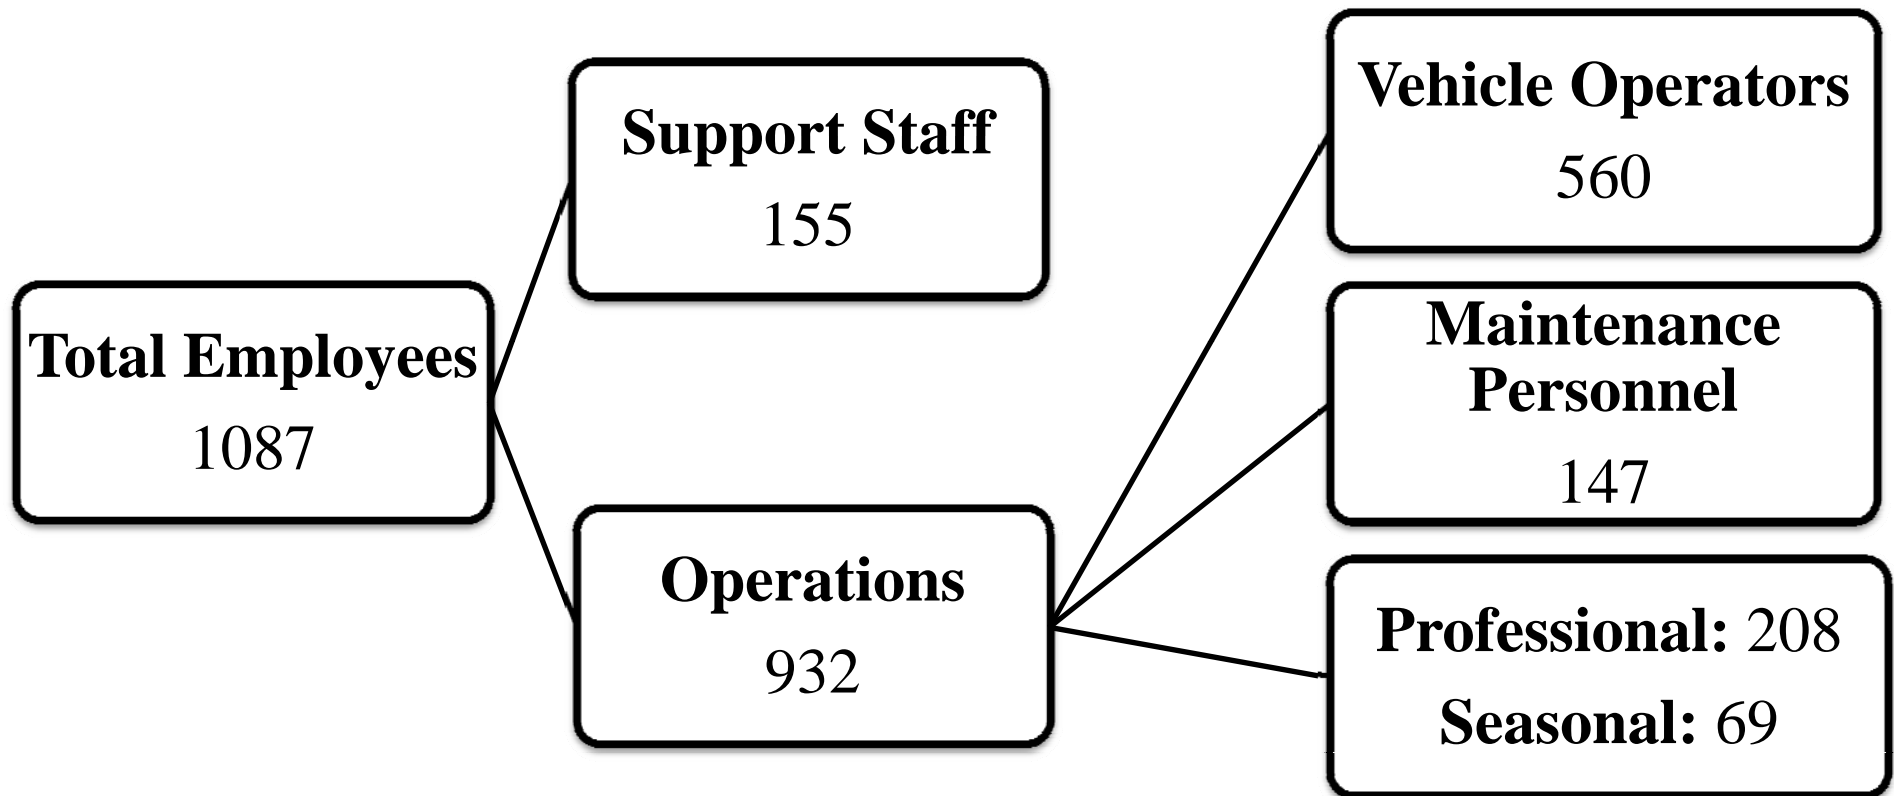 Total Employees
1087
Support Staff
155
Operations
932
Vehicle Operators
560
Maintenance
Personnel
147
Professional: 208
Seasonal: 69